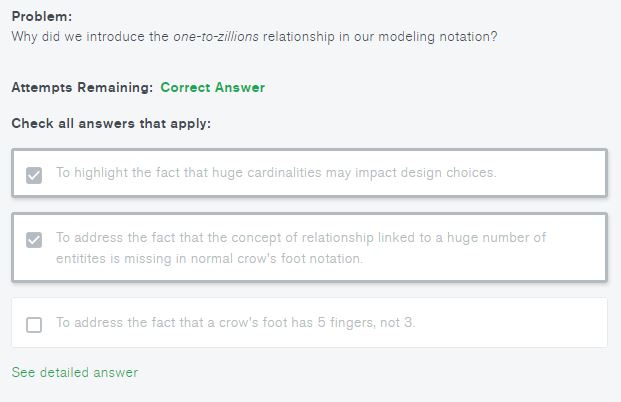 Problem:
Why did we introduce the one-to-zillions relationship in our modeling notation?
Attempts Remaining: Correct Answer
Check all answers that apply:
To highlight the fact that huge cardinalities may impact design choices.
To address the fact that the concept of relationship linked to a huge number of
entitites is missing in normal crow's foot notation.
To address the fact that a crow's foot has 5 fingers, not 3.
See detailed answer